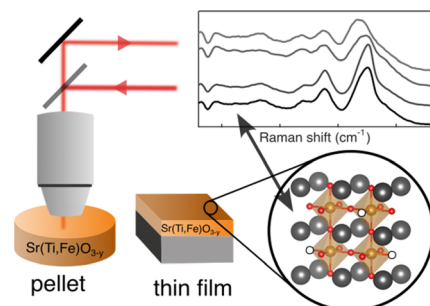 Raman shift (cm⁻¹)
Sr(Ti,Fe)O₃₋ᵧ
Sr(Ti,Fe)O₃₋ᵧ
pellet
thin film